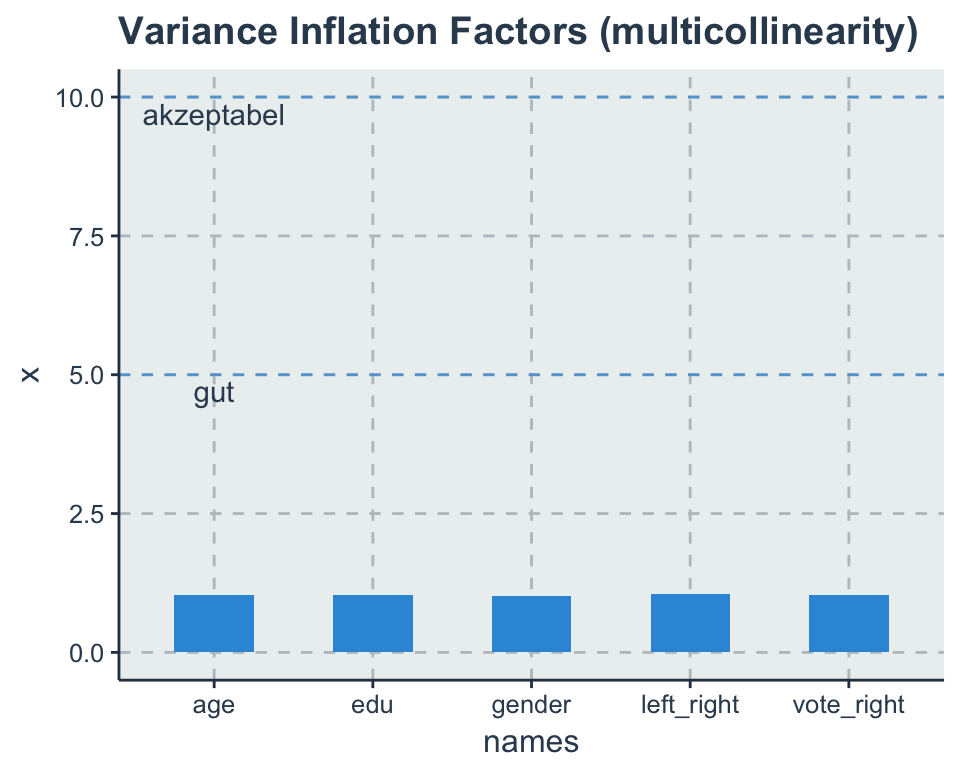 Variance Inflation Factors (multicollinearity)
10.0
akzeptabel
7.5
x
5.0
gut
2.5
0.0
age edu gender left_right vote_right
names